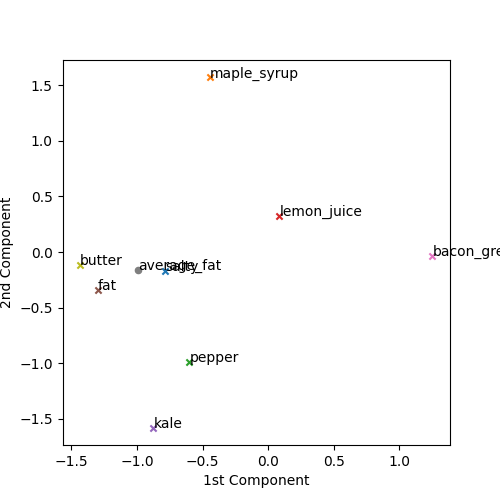 1.5
1.0
0.5
0.0
−0.5
−1.0
−1.5
2nd Component
maple_syrup
lemon_juice
bacon_gre
butter
fat
pepper
kale
−1.5 −1.0 −0.5 0.0 0.5 1.0
1st Component